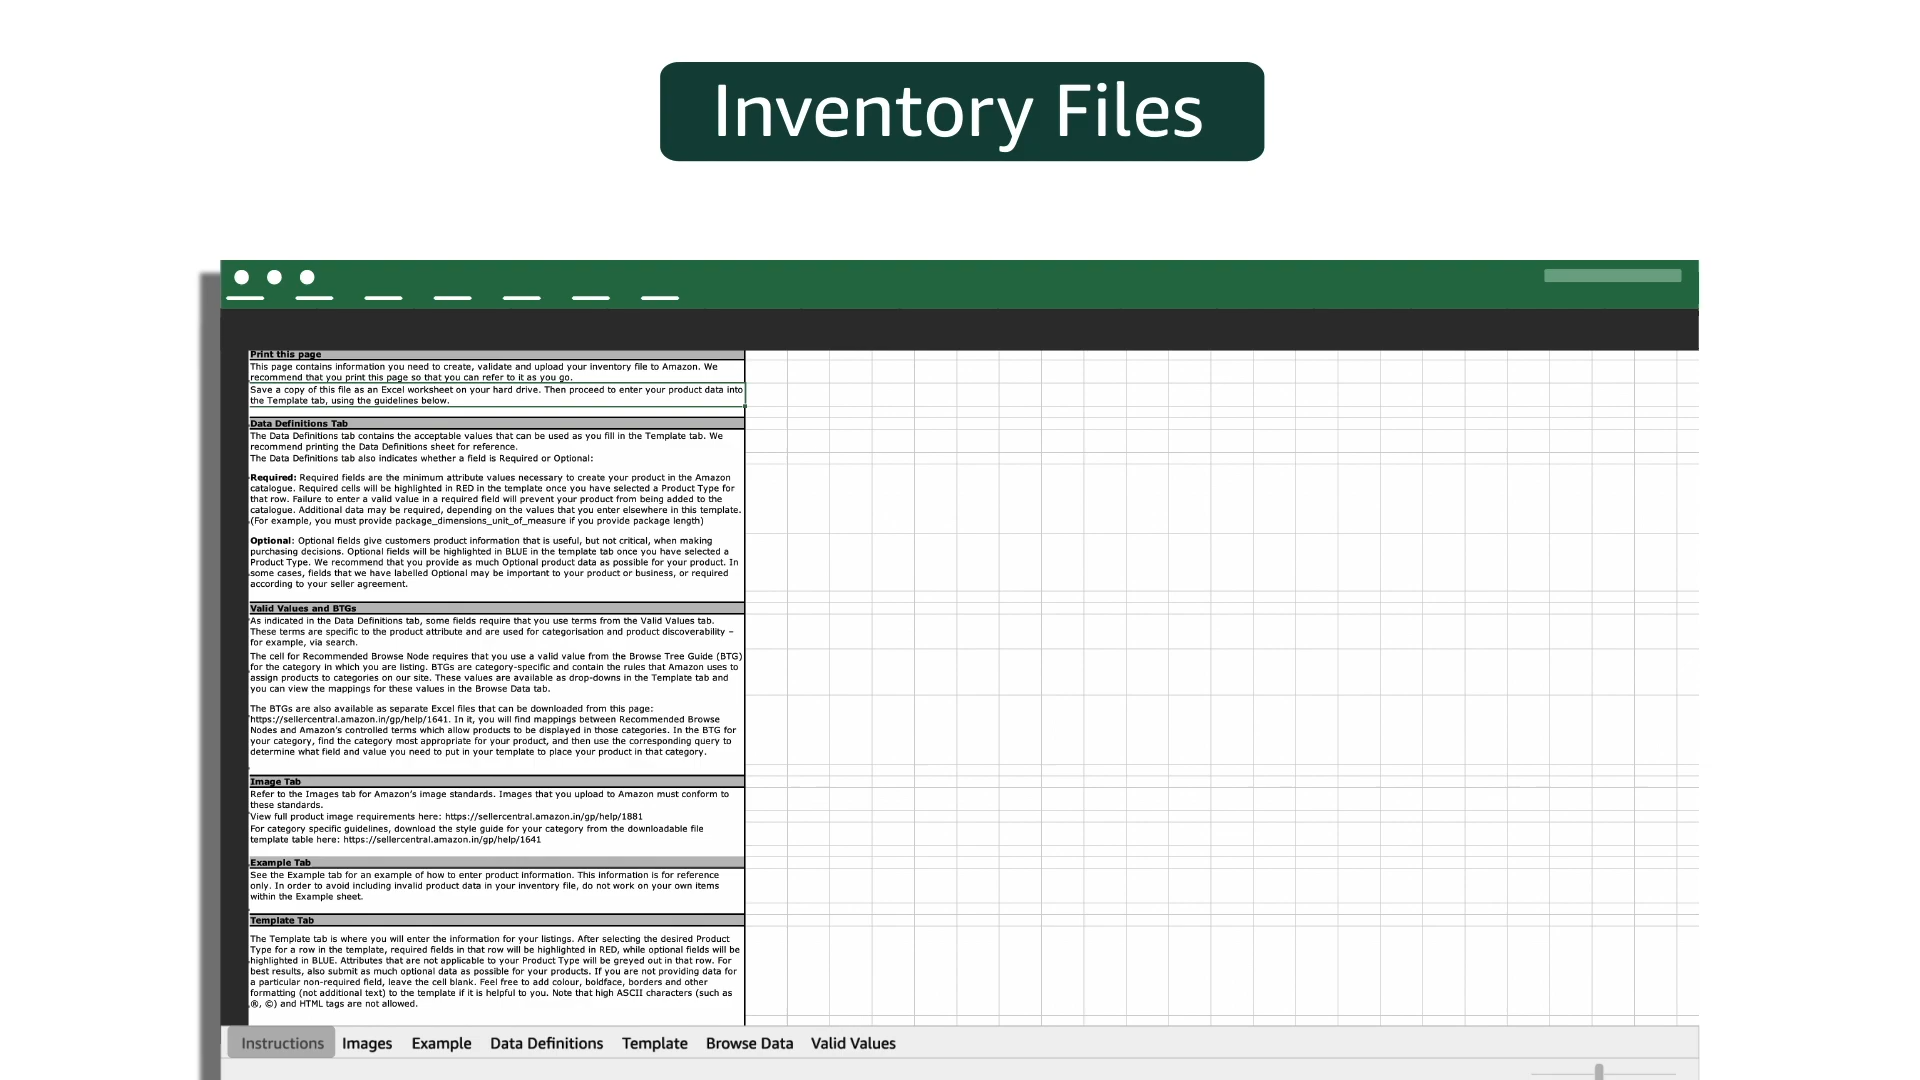 Inventory Files
Print this page
This page contains information you need to create, validate and upload your inventory file to Amazon. We
recommend that you print this page so that you can refer to it as you go.
Save a copy of this file as an Excel worksheet on your hard drive. Then proceed to enter your product data into
the Template tab, using the guidelines below.
Data Definitions Tab
The Data Definitions tab contains the acceptable values that can be used as you fill in the Template tab. We
recommend printing the Data Definitions sheet for reference.
The Data Definitions tab also indicates whether a field is Required or Optional:
Required: Required fields are the minimum attribute values necessary to create your product in the Amazon
catalogue. Required cells will be highlighted in RED in the template once you have selected a Product Type for
that row. Failure to enter a valid value in a required field will prevent your product from being added to the
catalogue. Additional data may be required, depending on the values that you enter elsewhere in this template.
(For example, you must provide package_dimensions_unit_of_measure if you provide package length)
Optional: Optional fields give customers product information that is useful, but not critical, when making
purchasing decisions. Optional fields will be highlighted in BLUE in the template tab once you have selected a
Product Type. We recommend that you provide as much Optional product data as possible for your product. In
some cases, fields that we have labelled Optional may be important to your product or business, or required
according to your seller agreement.
Valid Values and BTGs
As indicated in the Data Definitions tab, some fields require that you use terms from the Valid Values tab.
These terms are specific to the product attribute and are used for categorisation and product discoverability –
for example, via search.
The cell for Recommended Browse Node requires that you use a valid value from the Browse Tree Guide (BTG)
for the category in which you are listing. BTGs are category-specific and contain the rules that Amazon uses to
assign products to categories on our site. These values are available as drop-downs in the Template tab and
you can view the mappings for these values in the Browse Data tab.
The BTGs are also available as separate Excel files that can be downloaded from this page:
https://sellercentral.amazon.in/gp/help/1641. In it, you will find mappings between Recommended Browse
Nodes and Amazon's controlled terms which allow products to be displayed in those categories. In the BTG for
your category, find the category most appropriate for your product, and then use the corresponding query to
determine what field and value you need to put in your template to place your product in that category.
Image Tab
Refer to the Images tab for Amazon's image standards. Images that you upload to Amazon must conform to
these standards.
View full product image requirements here: https://sellercentral.amazon.in/gp/help/1881
For category specific guidelines, download the style guide for your category from the downloadable file
template table here: https://sellercentral.amazon.in/gp/help/1641
Example Tab
See the Example tab for an example of how to enter product information. This information is for reference
only. In order to avoid including invalid product data in your inventory file, do not work on your own items
within the Example sheet.
Template Tab
The Template tab is where you will enter the information for your listings. After selecting the desired Product
Type for a row in the template, required fields in that row will be highlighted in RED, while optional fields will be
highlighted in BLUE. Attributes that are not applicable to your Product Type will be greyed out in that row. For
best results, also submit as much optional data as possible for your products. If you are not providing data for
a particular non-required field, leave the cell blank. Feel free to add colour, boldface, borders and other
formatting (not additional text) to the template if it is helpful to you. Note that high ASCII characters (such as
®, ©) and HTML tags are not allowed.
Instructions Images Example Data Definitions Template Browse Data Valid Values